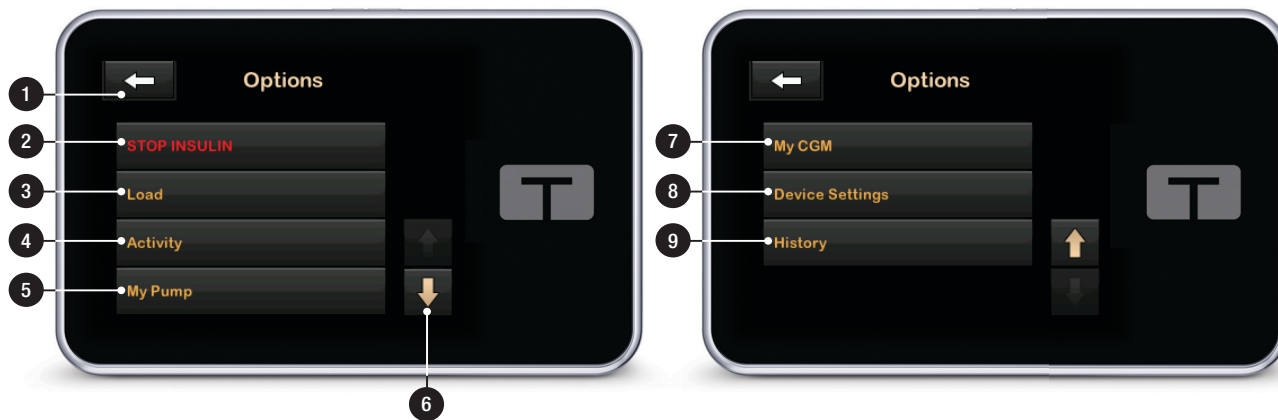 Options
1
2 STOP INSULIN
3 Load
4 Activity
5 My Pump
6
Options
7 My CGM
8 Device Settings
9 History